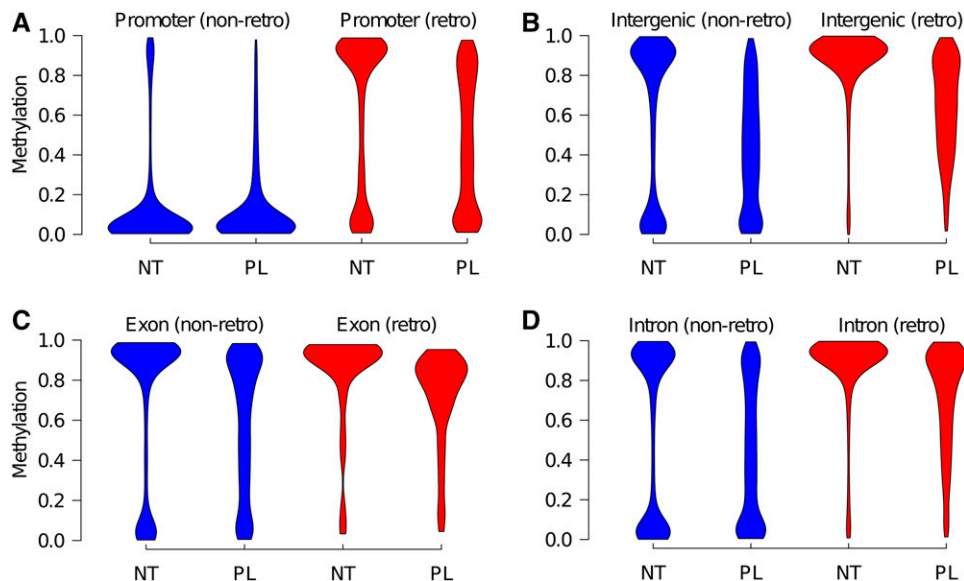 A Promoter (non-retro) Promoter (retro)
Methylation
1.0
0.8
0.6
0.4
0.2
0.0
NT PL NT PL
B Intergenic (non-retro) Intergenic (retro)
1.0
0.8
0.6
0.4
0.2
0.0
NT PL NT PL
C Exon (non-retro) Exon (retro)
Methylation
1.0
0.8
0.6
0.4
0.2
0.0
NT PL NT PL
D Intron (non-retro) Intron (retro)
1.0
0.8
0.6
0.4
0.2
0.0
NT PL NT PL